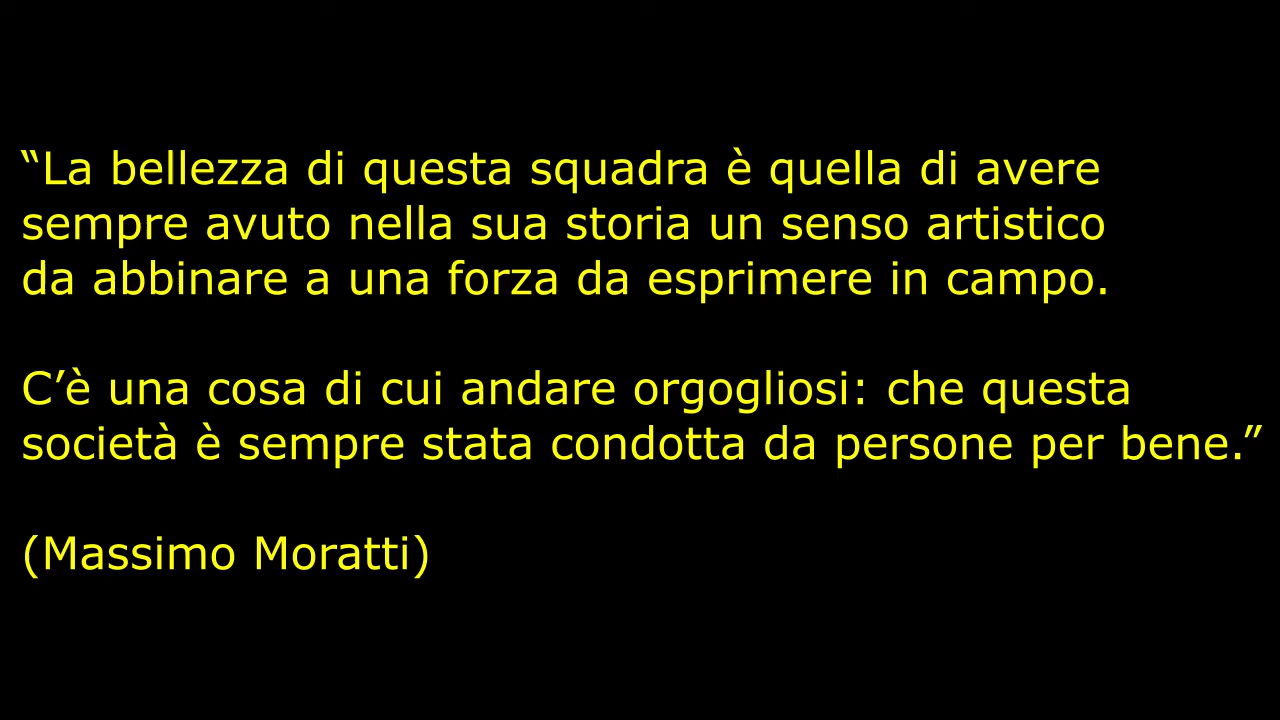 “La bellezza di questa squadra è quella di avere
sempre avuto nella sua storia un senso artistico
da abbinare a una forza da esprimere in campo.
C’è una cosa di cui andare orgogliosi: che questa
società è sempre stata condotta da persone per bene.”
(Massimo Moratti)